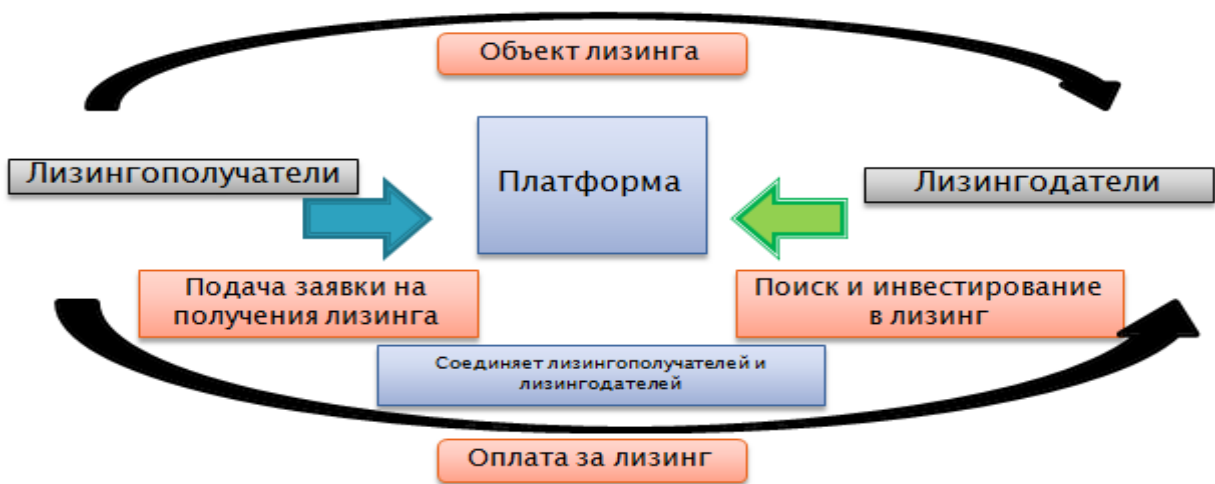 Объект лизинга
Лизингополучатели
Платформа
Лизингодатели
Подача заявки на
получения лизинга
Поиск и инвестирование
в лизинг
Соединяет лизингополучателей и
лизингодателей
Оплата за лизинг